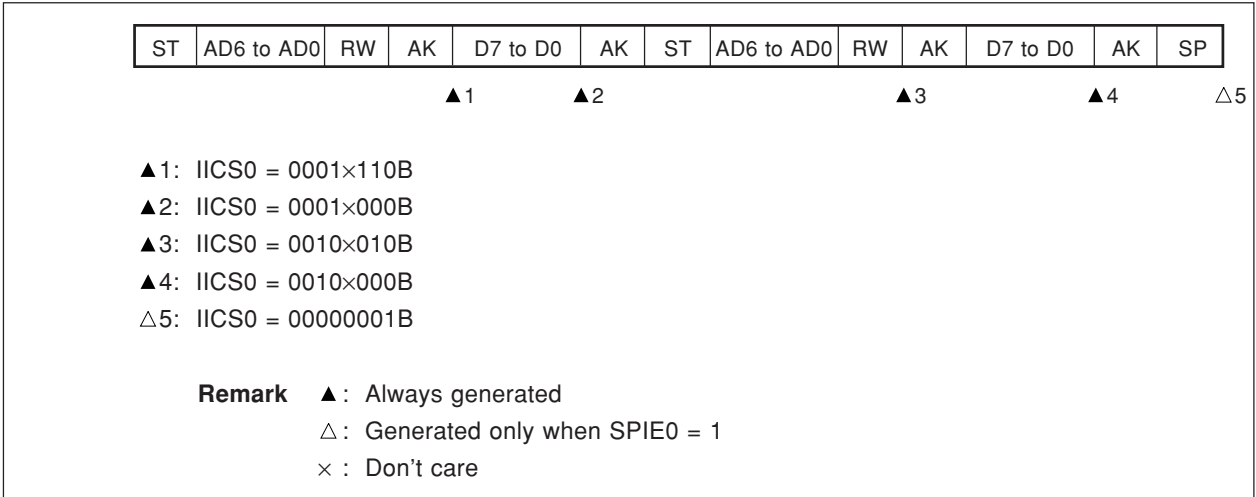 ST AD6 to AD0 RW AK D7 to D0 AK ST AD6 to AD0 RW AK D7 to D0 AK SP
▲1 ▲2 ▲3 ▲4 △5
▲1: IICS0 = 0001×110B
▲2: IICS0 = 0001×000B
▲3: IICS0 = 0010×010B
▲4: IICS0 = 0010×000B
△5: IICS0 = 00000001B
Remark ▲: Always generated
△: Generated only when SPIE0 = 1
×: Don't care